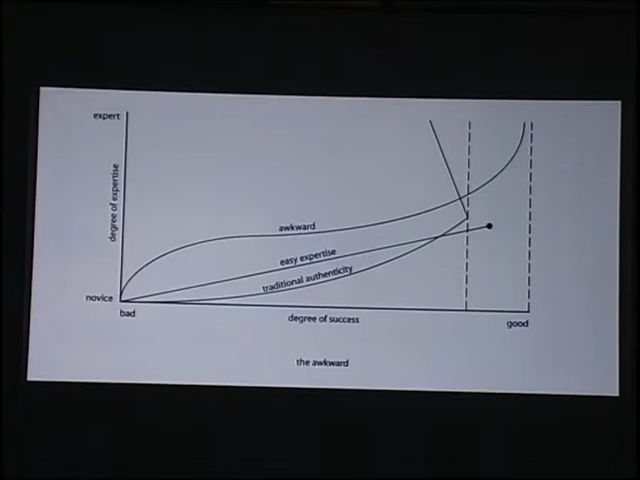 expert
degree of expertise
awkward
easy expertise
traditional authenticity
novice
bad
degree of success
good
the awkward